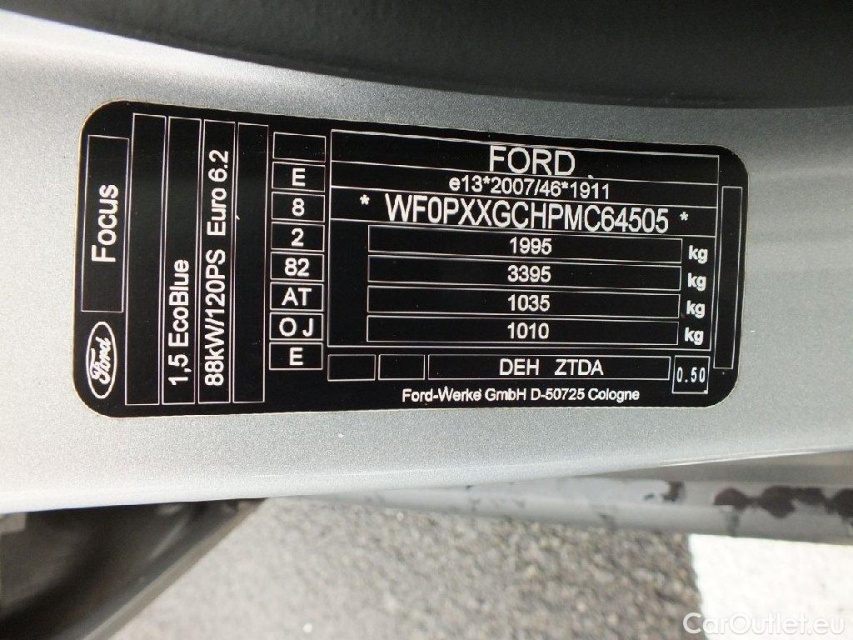 Focus
Ford
1,5 EcoBlue
88kW/120PS Euro 6.2
E
8
2
82
AT
O J
E
FORD
e13*2007/46*1911
* WF0PXXGCHPMC64505 *
1995 kg
3395 kg
1035 kg
1010 kg
DEH ZTDA
0.50
Ford-Werke GmbH D-50725 Cologne
CarOutlet.eu